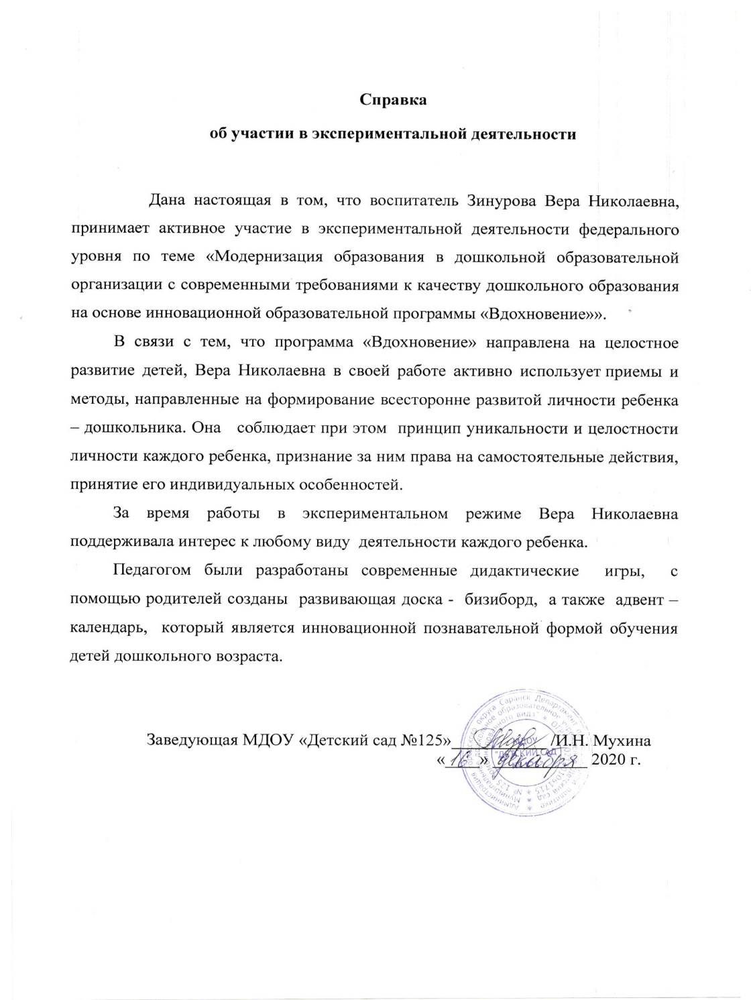 Справка
об участии в экспериментальной деятельности
Дана настоящая в том, что воспитатель Зинурова Вера Николаевна,
принимает активное участие в экспериментальной деятельности федерального
уровня по теме «Модернизация образования в дошкольной образовательной
организации с современными требованиями к качеству дошкольного образования
на основе инновационной образовательной программы «Вдохновение»».
В связи с тем, что программа «Вдохновение» направлена на целостное
развитие детей, Вера Николаевна в своей работе активно использует приемы и
методы, направленные на формирование всесторонне развитой личности ребенка
– дошкольника. Она соблюдает при этом принцип уникальности и целостности
личности каждого ребенка, признание за ним права на самостоятельные действия,
принятие его индивидуальных особенностей.
За время работы в экспериментальном режиме Вера Николаевна
поддерживала интерес к любому виду деятельности каждого ребенка.
Педагогом были разработаны современные дидактические игры, с
помощью родителей созданы развивающая доска - бизиборд, а также адвент –
календарь, который является инновационной познавательной формой обучения
детей дошкольного возраста.
Заведующая МДОУ «Детский сад №125» /И.Н. Мухина
«16» декабря 2020 г.
МДОУ
"ДЕТСКИЙ САД